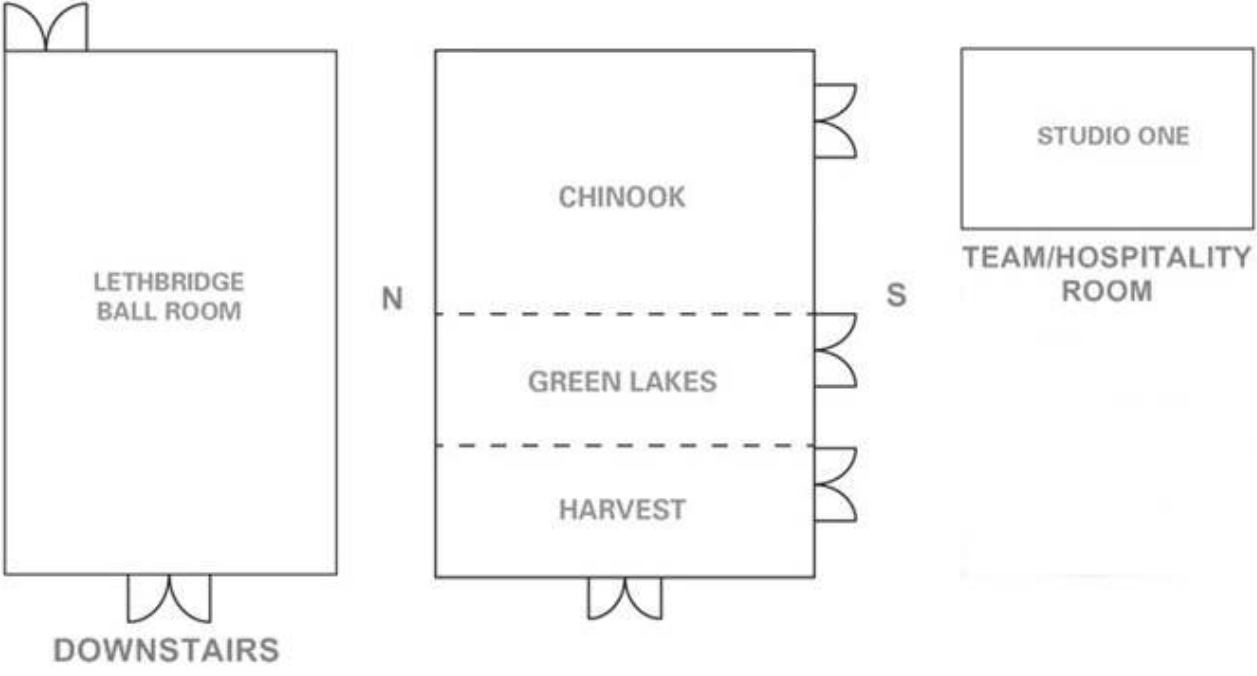 LETHBRIDGE
BALL ROOM
DOWNSTAIRS
N
CHINOOK
GREEN LAKES
HARVEST
S
STUDIO ONE
TEAM/HOSPITALITY
ROOM